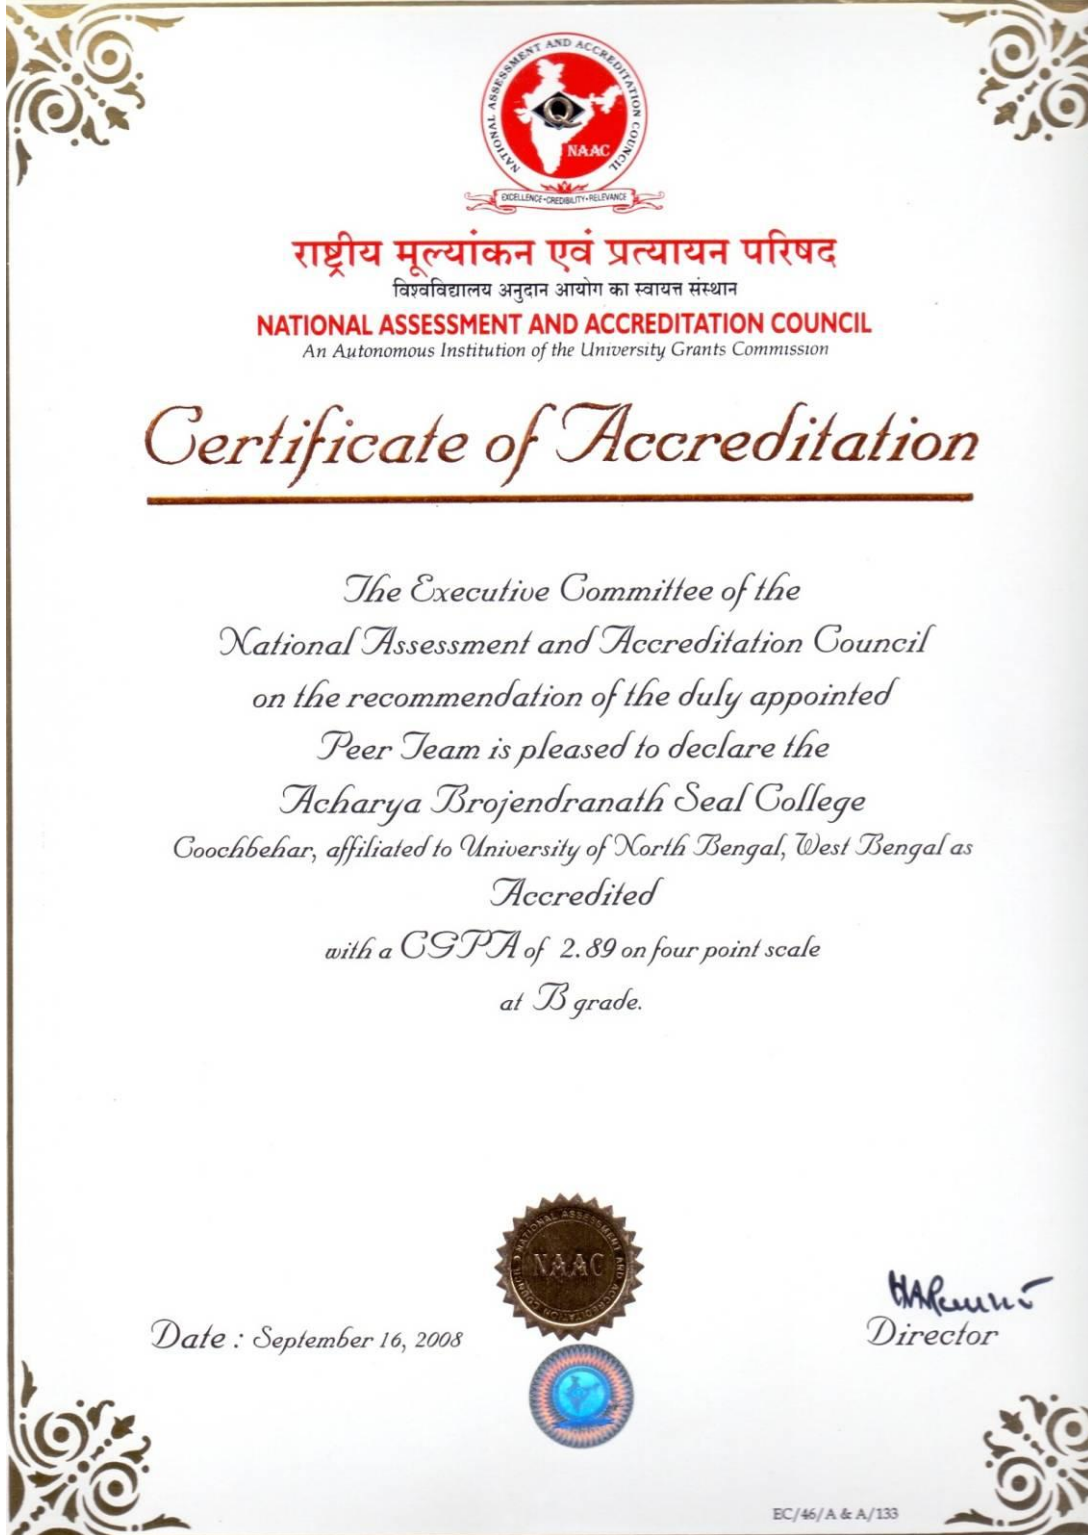 NATIONAL ASSESSMENT AND ACCREDITATION COUNCIL
Q
NAAC
EXCELLENCE•CREDIBILITY•RELEVANCE
राष्ट्रीय मूल्यांकन एवं प्रत्यायन परिषद
विश्वविद्यालय अनुदान आयोग का स्वायत्त संस्थान
NATIONAL ASSESSMENT AND ACCREDITATION COUNCIL
An Autonomous Institution of the University Grants Commission
Certificate of Accreditation
The Executive Committee of the
National Assessment and Accreditation Council
on the recommendation of the duly appointed
Peer Team is pleased to declare the
Acharya Brojendranath Seal College
Coochbehar, affiliated to University of North Bengal, West Bengal as
Accredited
with a CGPA of 2.89 on four point scale
at B grade.
NATIONAL ASSESSMENT AND ACCREDITATION COUNCIL
NAAC
Date : September 16, 2008
Director
EC/46/A & A/133